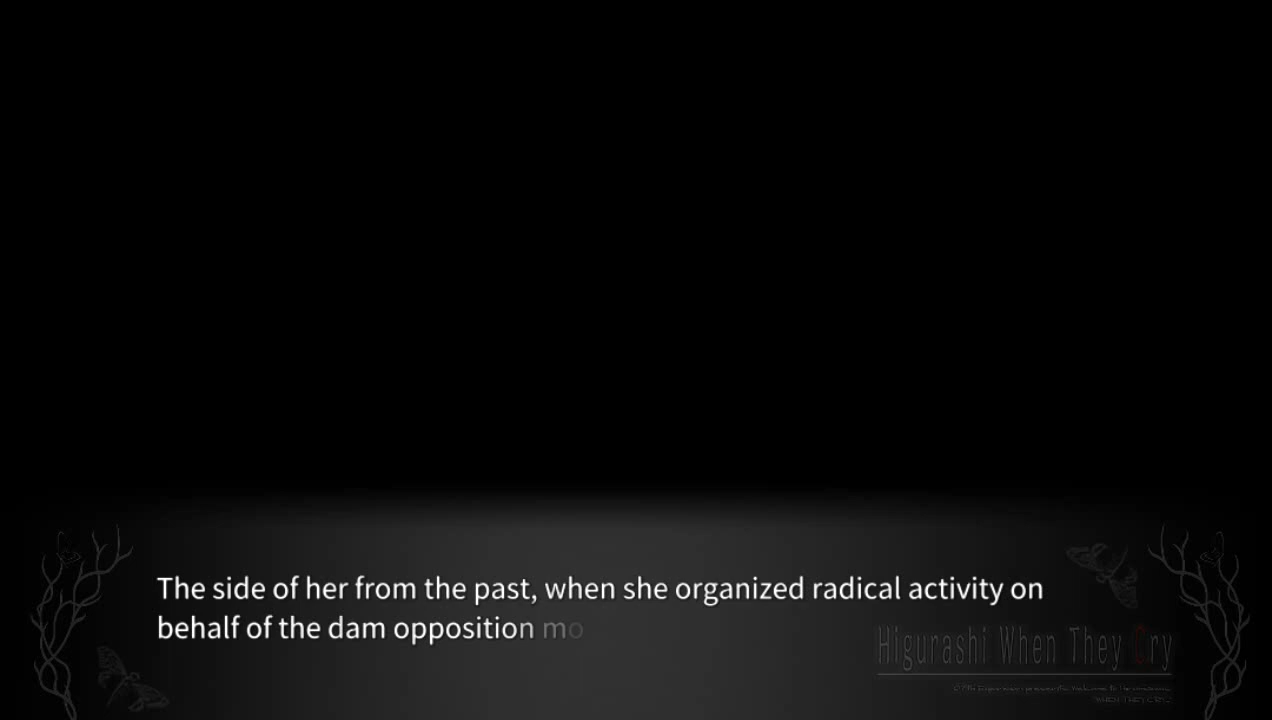 The side of her from the past, when she organized radical activity on
behalf of the dam opposition mo
Higurashi When They Cry